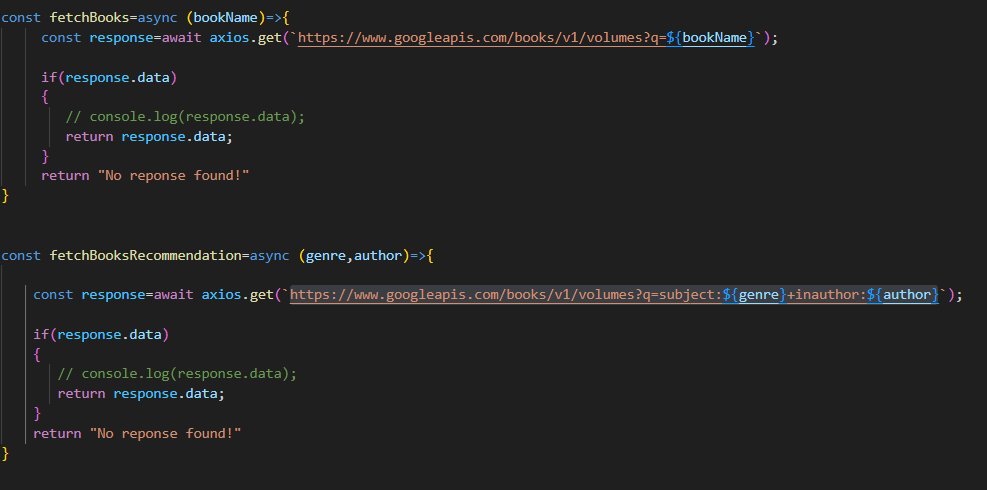 const fetchBooks=async (bookName)=>{
const response=await axios.get(`https://www.googleapis.com/books/v1/volumes?q=${bookName}`);
if(response.data)
{
// console.log(response.data);
return response.data;
}
return "No reponse found!"
}
const fetchBooksRecommendation=async (genre,author)=>{
const response=await axios.get(`https://www.googleapis.com/books/v1/volumes?q=subject:${genre}+inauthor:${author}`);
if(response.data)
{
// console.log(response.data);
return response.data;
}
return "No reponse found!"
}